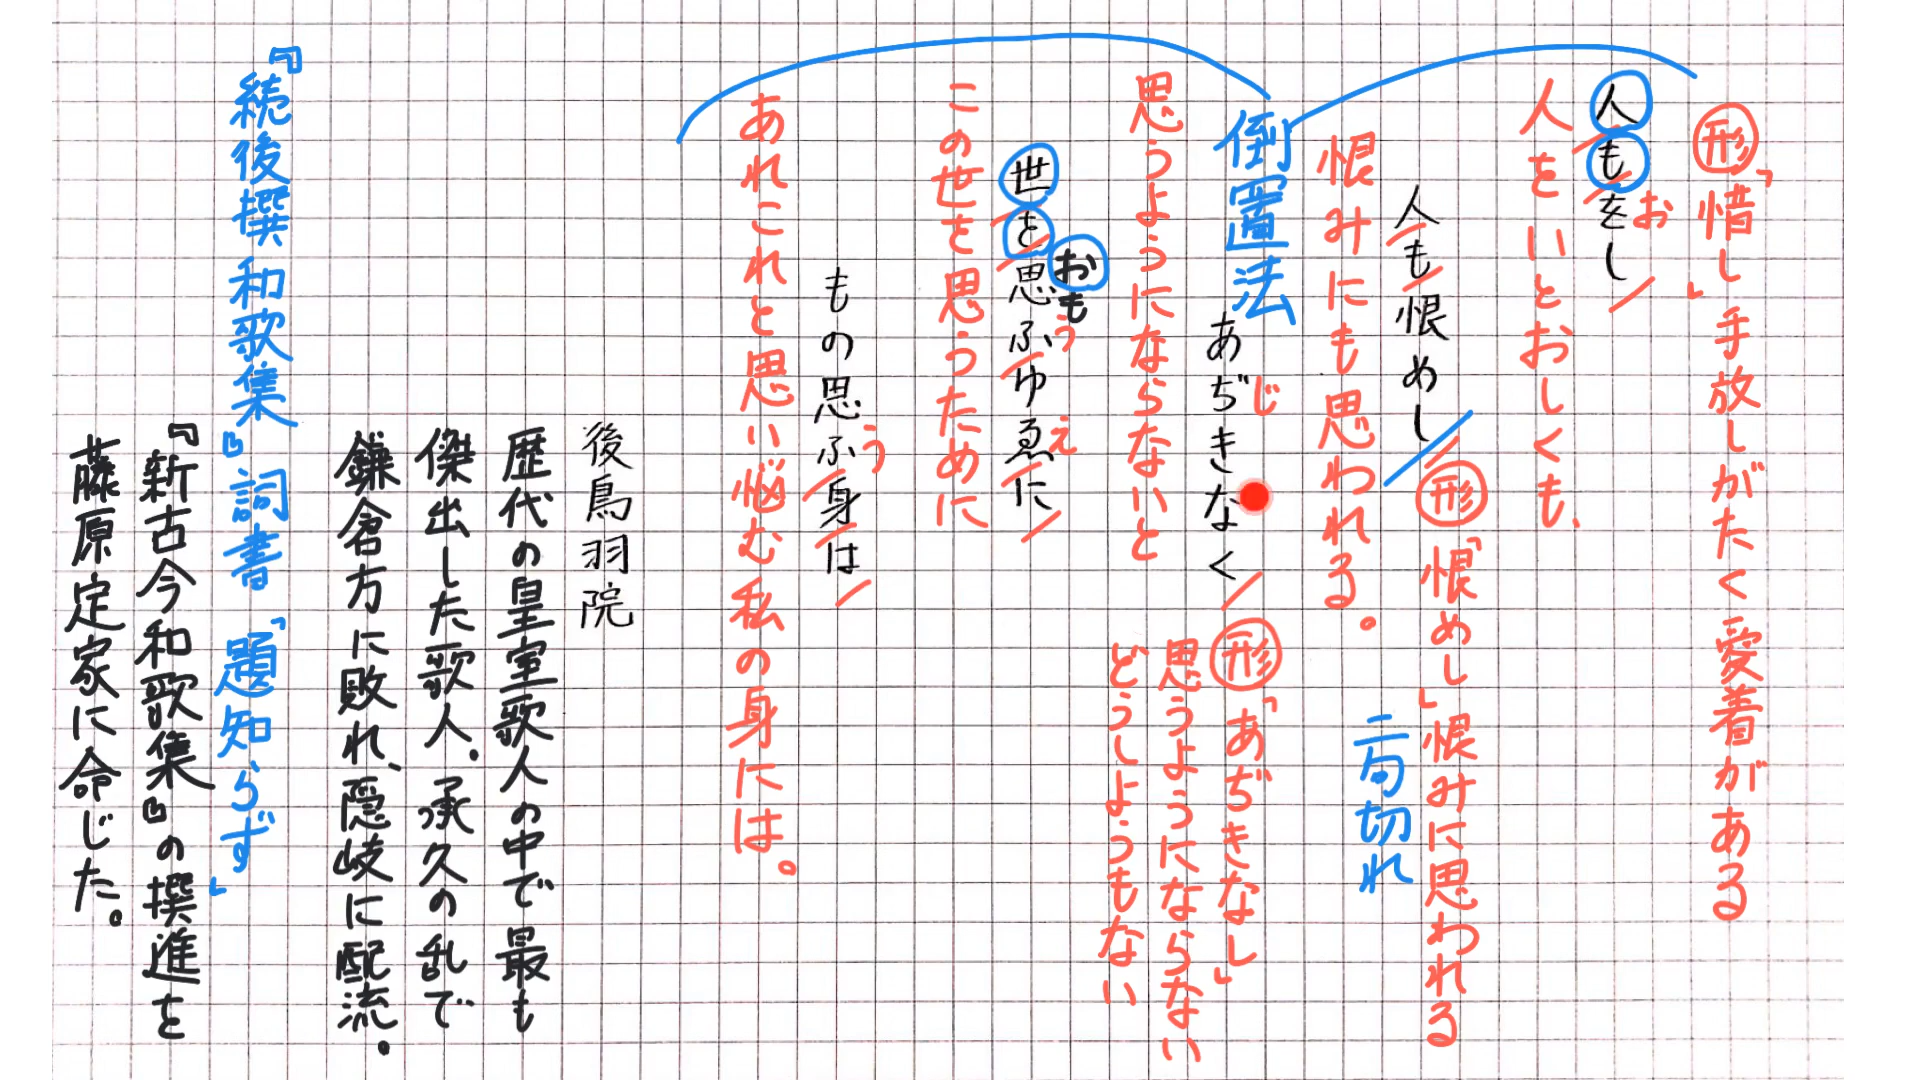 形「惜し」手放しがたく愛着がある
お
人もをし
人をいとおしくも、
形「恨めし」恨みに思われる
人も恨めし
二句切れ
恨みにも思われる。
倒置法
じ
あぢきなく
形「あぢきなし」
思うようにならない
どうしようもない
思うようにならないと
おもう
え
世を思ふゆゑに
この世を思うために
う
もの思ふ身は
あれこれと思い悩む私の身には。
後鳥羽院
歴代の皇室歌人の中で最も
傑出した歌人。承久の乱で
鎌倉方に敗れ、隠岐に配流。
『続後撰和歌集』詞書「題知らず」
『新古今和歌集』の撰進を
藤原定家に命じた。